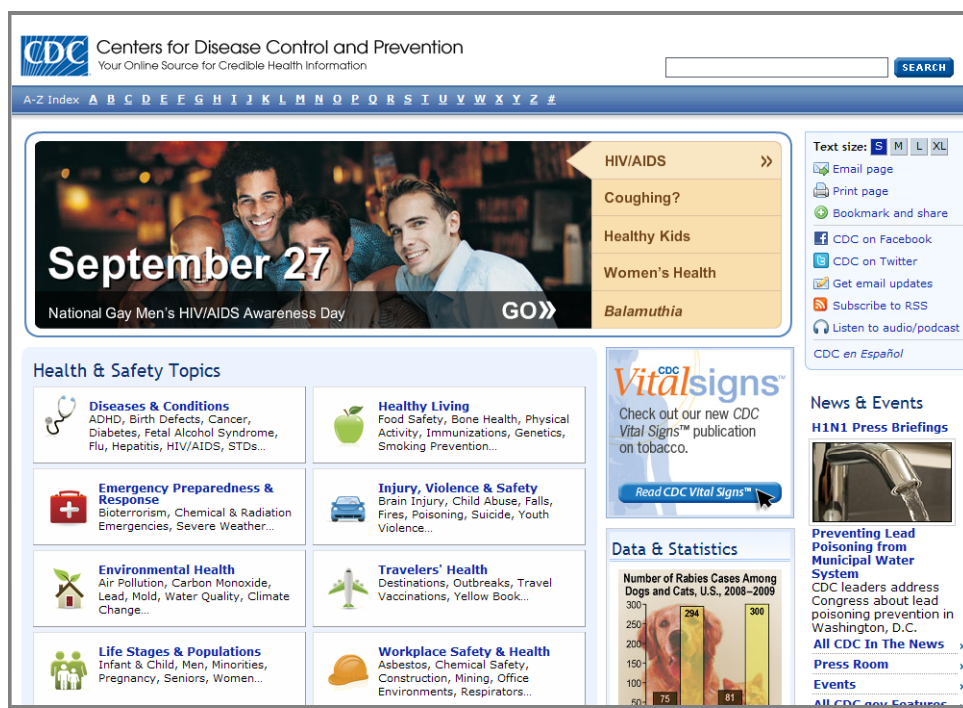 CDC
Centers for Disease Control and Prevention
Your Online Source for Credible Health Information
SEARCH
A-Z Index A B C D E F G H I J K L M N O P Q R S T U V W X Y Z #
September 27
National Gay Men's HIV/AIDS Awareness Day
GO»
HIV/AIDS »
Coughing?
Healthy Kids
Women's Health
Balamuthia
Text size: S M L XL
Email page
Print page
Bookmark and share
CDC on Facebook
CDC on Twitter
Get email updates
Subscribe to RSS
Listen to audio/podcast
CDC en Español
Health & Safety Topics
Diseases & Conditions
ADHD, Birth Defects, Cancer,
Diabetes, Fetal Alcohol Syndrome,
Flu, Hepatitis, HIV/AIDS, STDs...
Healthy Living
Food Safety, Bone Health, Physical
Activity, Immunizations, Genetics,
Smoking Prevention...
Emergency Preparedness &
Response
Bioterrorism, Chemical & Radiation
Emergencies, Severe Weather...
Injury, Violence & Safety
Brain Injury, Child Abuse, Falls,
Fires, Poisoning, Suicide, Youth
Violence...
Environmental Health
Air Pollution, Carbon Monoxide,
Lead, Mold, Water Quality, Climate
Change...
Travelers' Health
Destinations, Outbreaks, Travel
Vaccinations, Yellow Book...
Life Stages & Populations
Infant & Child, Men, Minorities,
Pregnancy, Seniors, Women...
Workplace Safety & Health
Asbestos, Chemical Safety,
Construction, Mining, Office
Environments, Respirators...
CDC
Vitalsigns™
Check out our new CDC
Vital Signs™ publication
on tobacco.
Read CDC Vital Signs™
Data & Statistics
Number of Rabies Cases Among
Dogs and Cats, U.S., 2008–2009
300
250
200
150
100
50
294
300
75
81
News & Events
H1N1 Press Briefings
Preventing Lead
Poisoning from
Municipal Water
System
CDC leaders address
Congress about lead
poisoning prevention in
Washington, D.C.
All CDC In The News
Press Room
Events
All CDC.gov Features